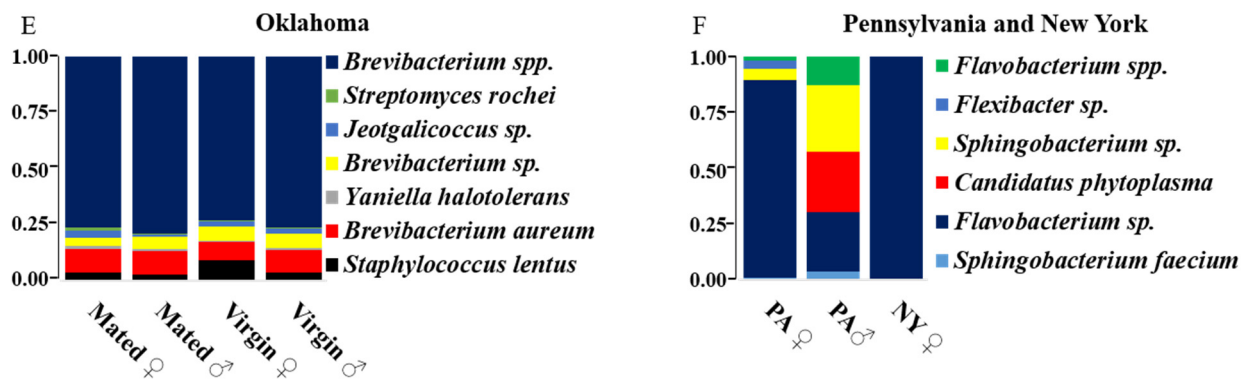 E
Oklahoma
1.00
0.75
0.50
0.25
0.00
Brevibacterium spp.
Streptomyces rochei
Jeotgalicoccus sp.
Brevibacterium sp.
Yaniella halotolerans
Brevibacterium aureum
Staphylococcus lentus
Mated ♀
Mated ♂
Virgin ♀
Virgin ♂
F
Pennsylvania and New York
1.00
0.75
0.50
0.25
0.00
Flavobacterium spp.
Flexibacter sp.
Sphingobacterium sp.
Candidatus phytoplasma
Flavobacterium sp.
Sphingobacterium faecium
PA ♀
PA ♂
NY ♀